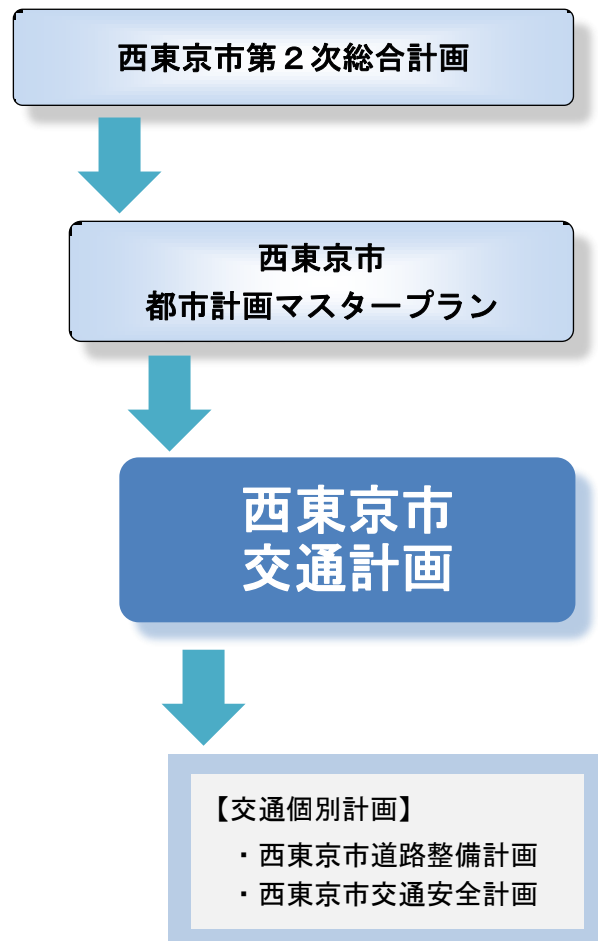 西東京市第２次総合計画
西東京市
都市計画マスタープラン
西東京市
交通計画
【交通個別計画】
・西東京市道路整備計画
・西東京市交通安全計画